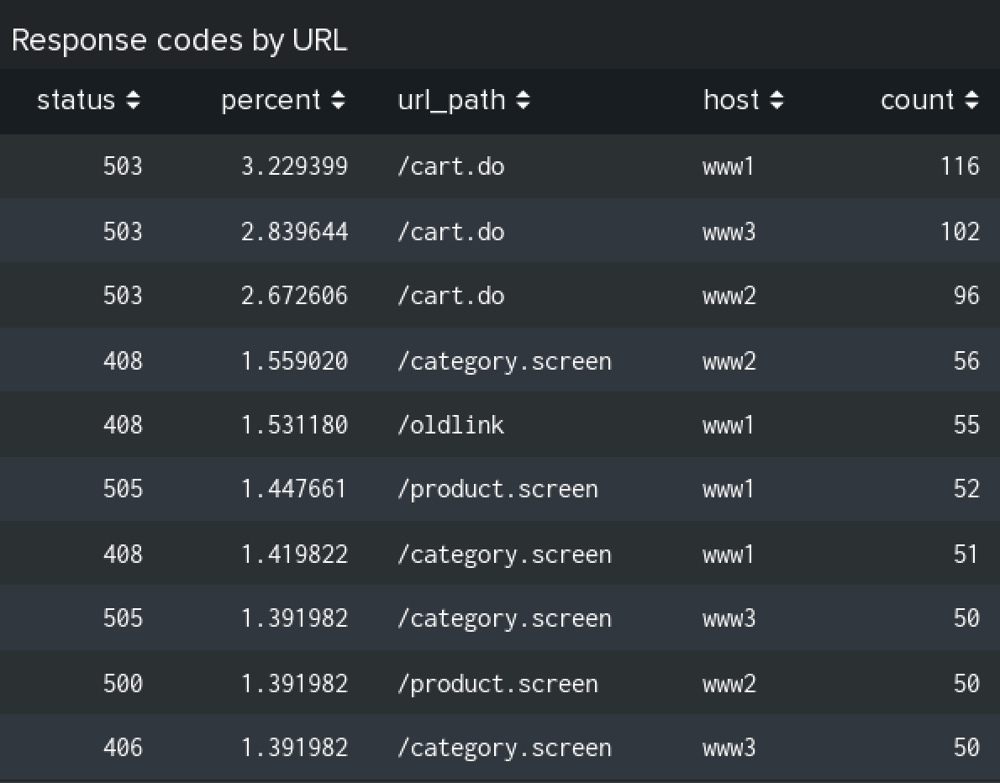 Response codes by URL
status percent url_path host count
503 3.229399 /cart.do www1 116
503 2.839644 /cart.do www3 102
503 2.672606 /cart.do www2 96
408 1.559020 /category.screen www2 56
408 1.531180 /oldlink www1 55
505 1.447661 /product.screen www1 52
408 1.419822 /category.screen www1 51
505 1.391982 /category.screen www3 50
500 1.391982 /product.screen www2 50
406 1.391982 /category.screen www3 50